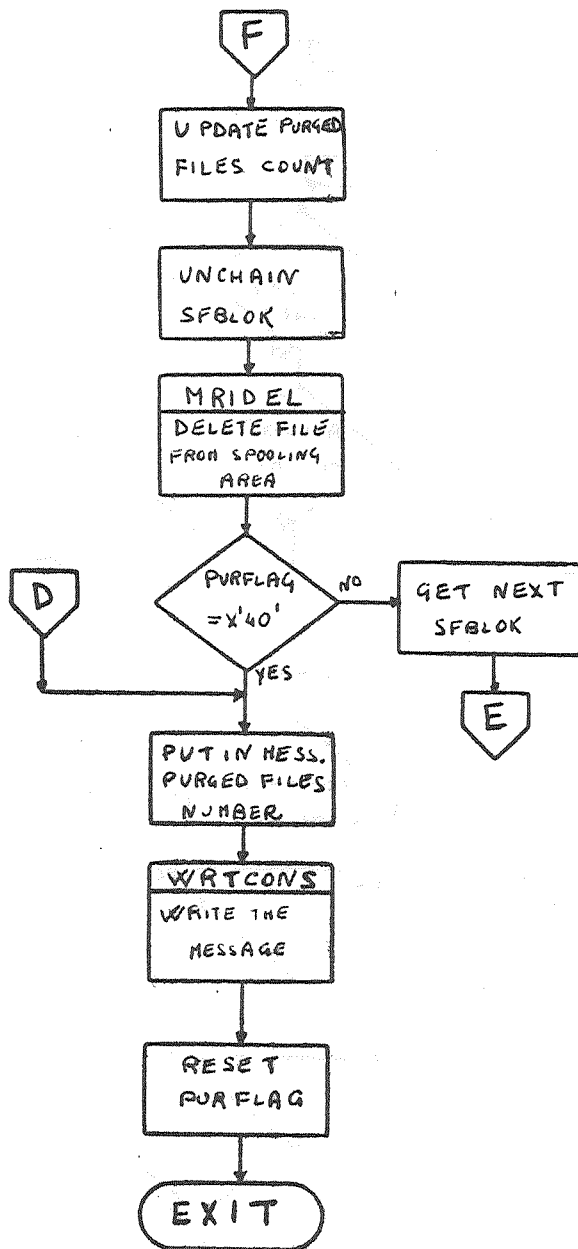 F
UPDATE PURGED
FILES COUNT
UNCHAIN
SFBLOK
MRIDEL
DELETE FILE
FROM SPOOLING
AREA
PURFLAG
=X'40'
NO
GET NEXT
SFBLOK
E
D
YES
PUT IN MESS.
PURGED FILES
NUMBER
WRTCONS
WRITE THE
MESSAGE
RESET
PURFLAG
EXIT